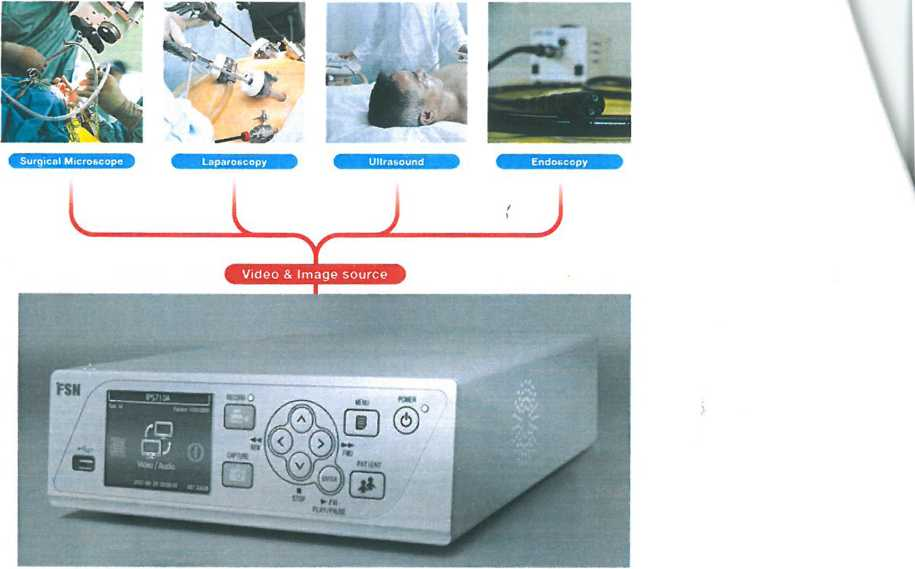 Surgical Microscope
Laparoscopy
Ultrasound
Endoscopy
Video & Image source
FSN
IPS710A
RECORD
MENU
POWER
Video / Audio
REW
FWD
CAPTURE
PATIENT
ENTER
STOP
PLAY/PAUSE